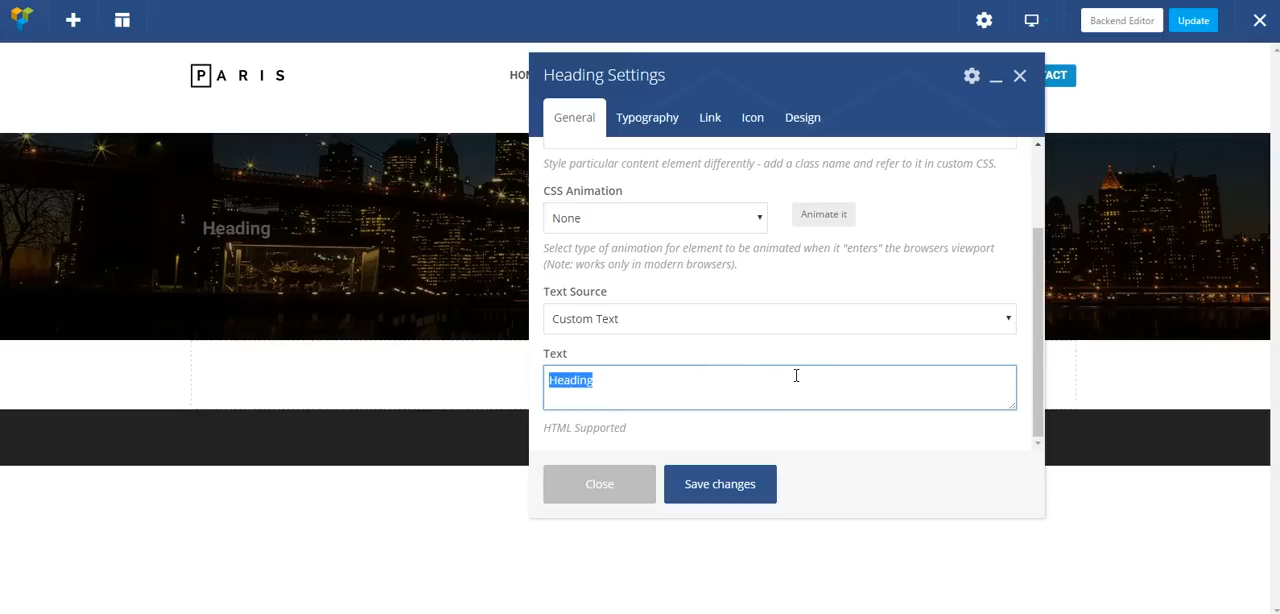 Backend Editor
Update
PARIS
HOM
TACT
Heading
Heading Settings
General
Typography
Link
Icon
Design
Style particular content element differently - add a class name and refer to it in custom CSS.
CSS Animation
None
Animate it
Select type of animation for element to be animated when it "enters" the browsers viewport
(Note: works only in modern browsers).
Text Source
Custom Text
Text
Heading
HTML Supported
Close
Save changes